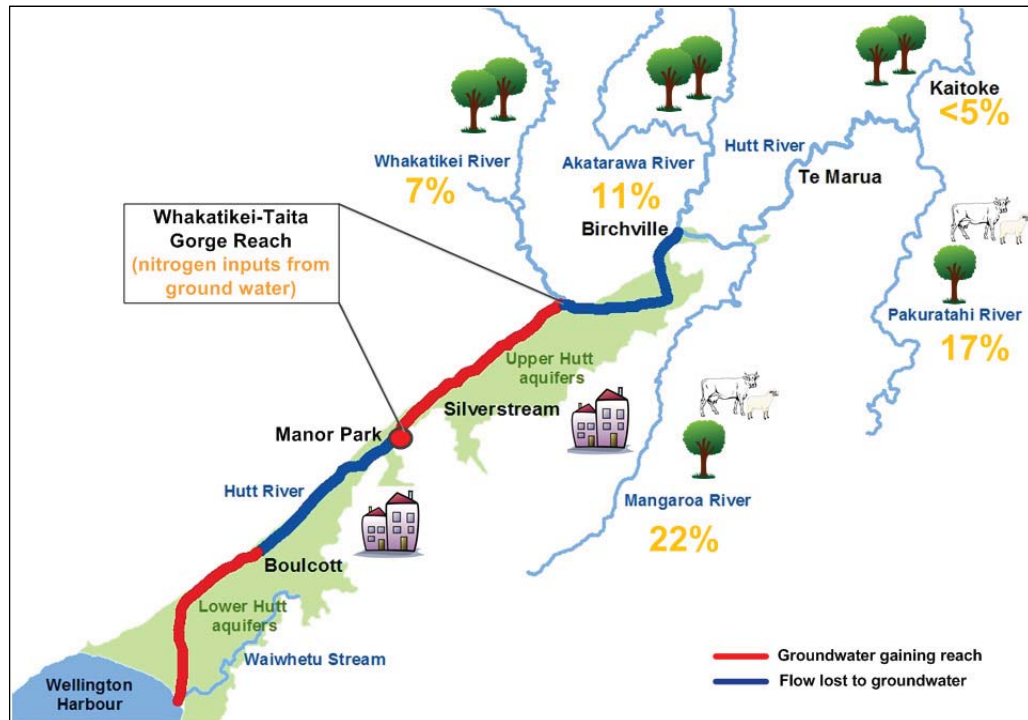 Kaitoke
<5%
Whakatikei River
7%
Akatarawa River
11%
Hutt River
Te Marua
Birchville
Whakatikei-Taita
Gorge Reach
(nitrogen inputs from
ground water)
Pakuratahi River
17%
Upper Hutt
aquifers
Silverstream
Manor Park
Mangaroa River
22%
Hutt River
Boulcott
Lower Hutt
aquifers
Waiwhetu Stream
Wellington
Harbour
Groundwater gaining reach
Flow lost to groundwater